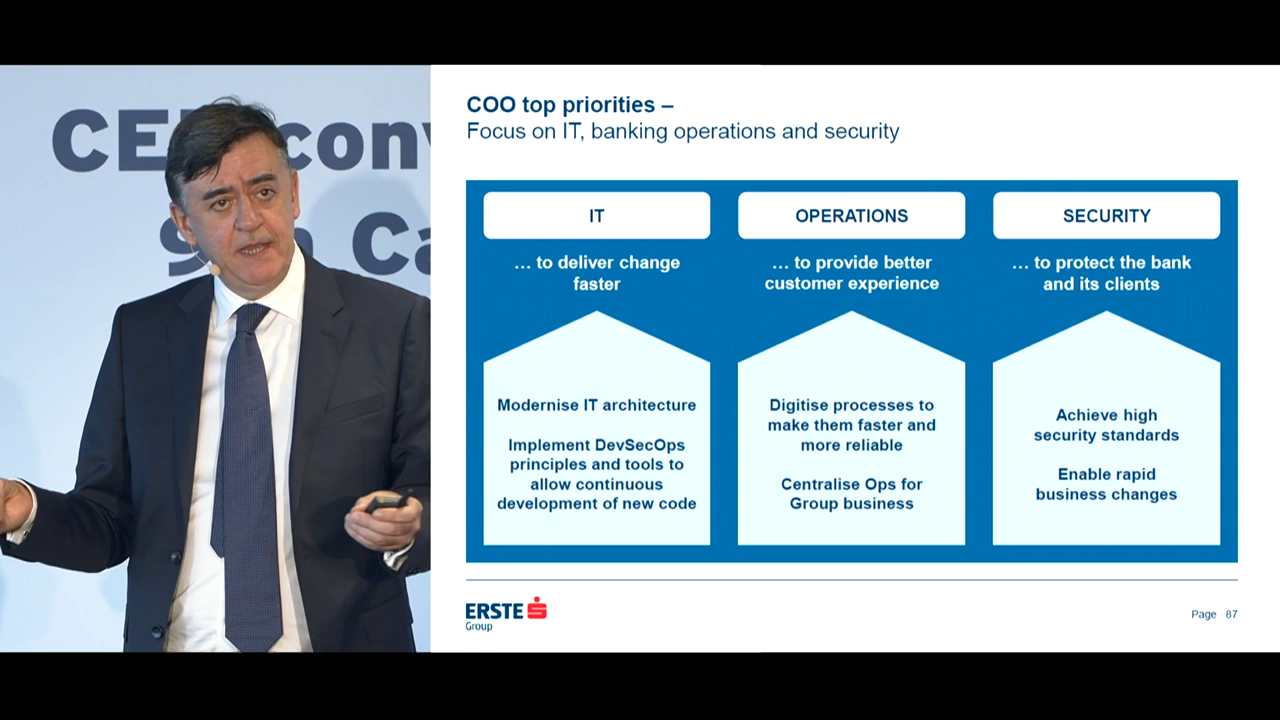 COO top priorities –
Focus on IT, banking operations and security
IT
… to deliver change
faster
Modernise IT architecture
Implement DevSecOps
principles and tools to
allow continuous
development of new code
OPERATIONS
… to provide better
customer experience
Digitise processes to
make them faster and
more reliable
Centralise Ops for
Group business
SECURITY
… to protect the bank
and its clients
Achieve high
security standards
Enable rapid
business changes
ERSTE
Group
Page 87